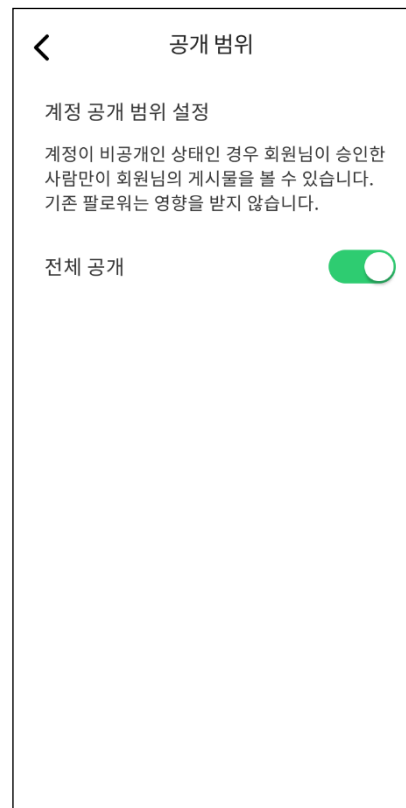 공개 범위
계정 공개 범위 설정
계정이 비공개인 상태인 경우 회원님이 승인한
사람만이 회원님의 게시물을 볼 수 있습니다.
기존 팔로워는 영향을 받지 않습니다.
전체 공개